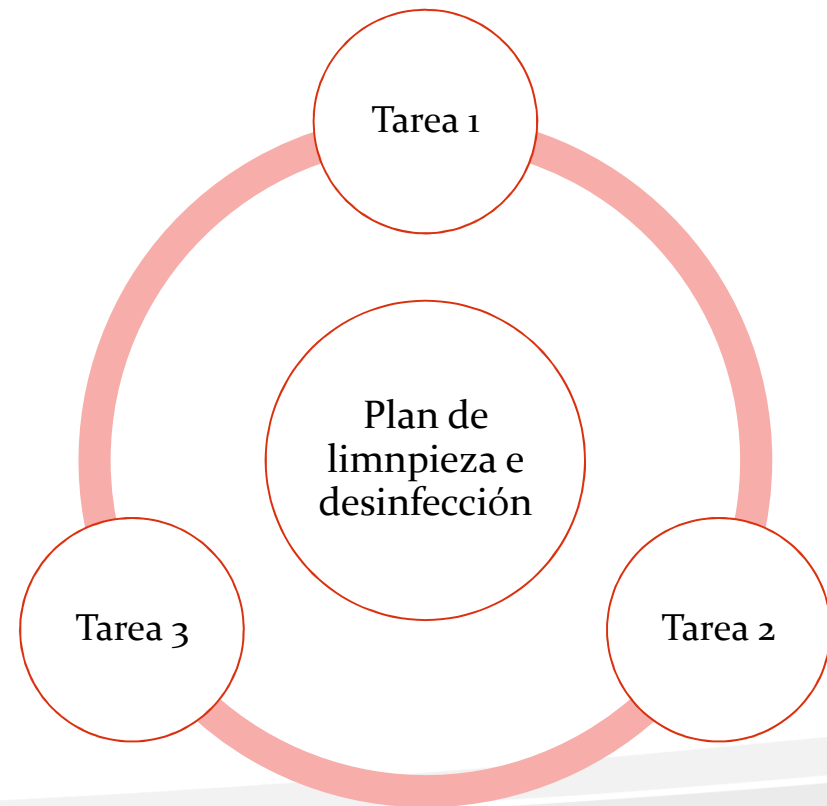 Tarea 1
Plan de
limnpieza e
desinfección
Tarea 3
Tarea 2